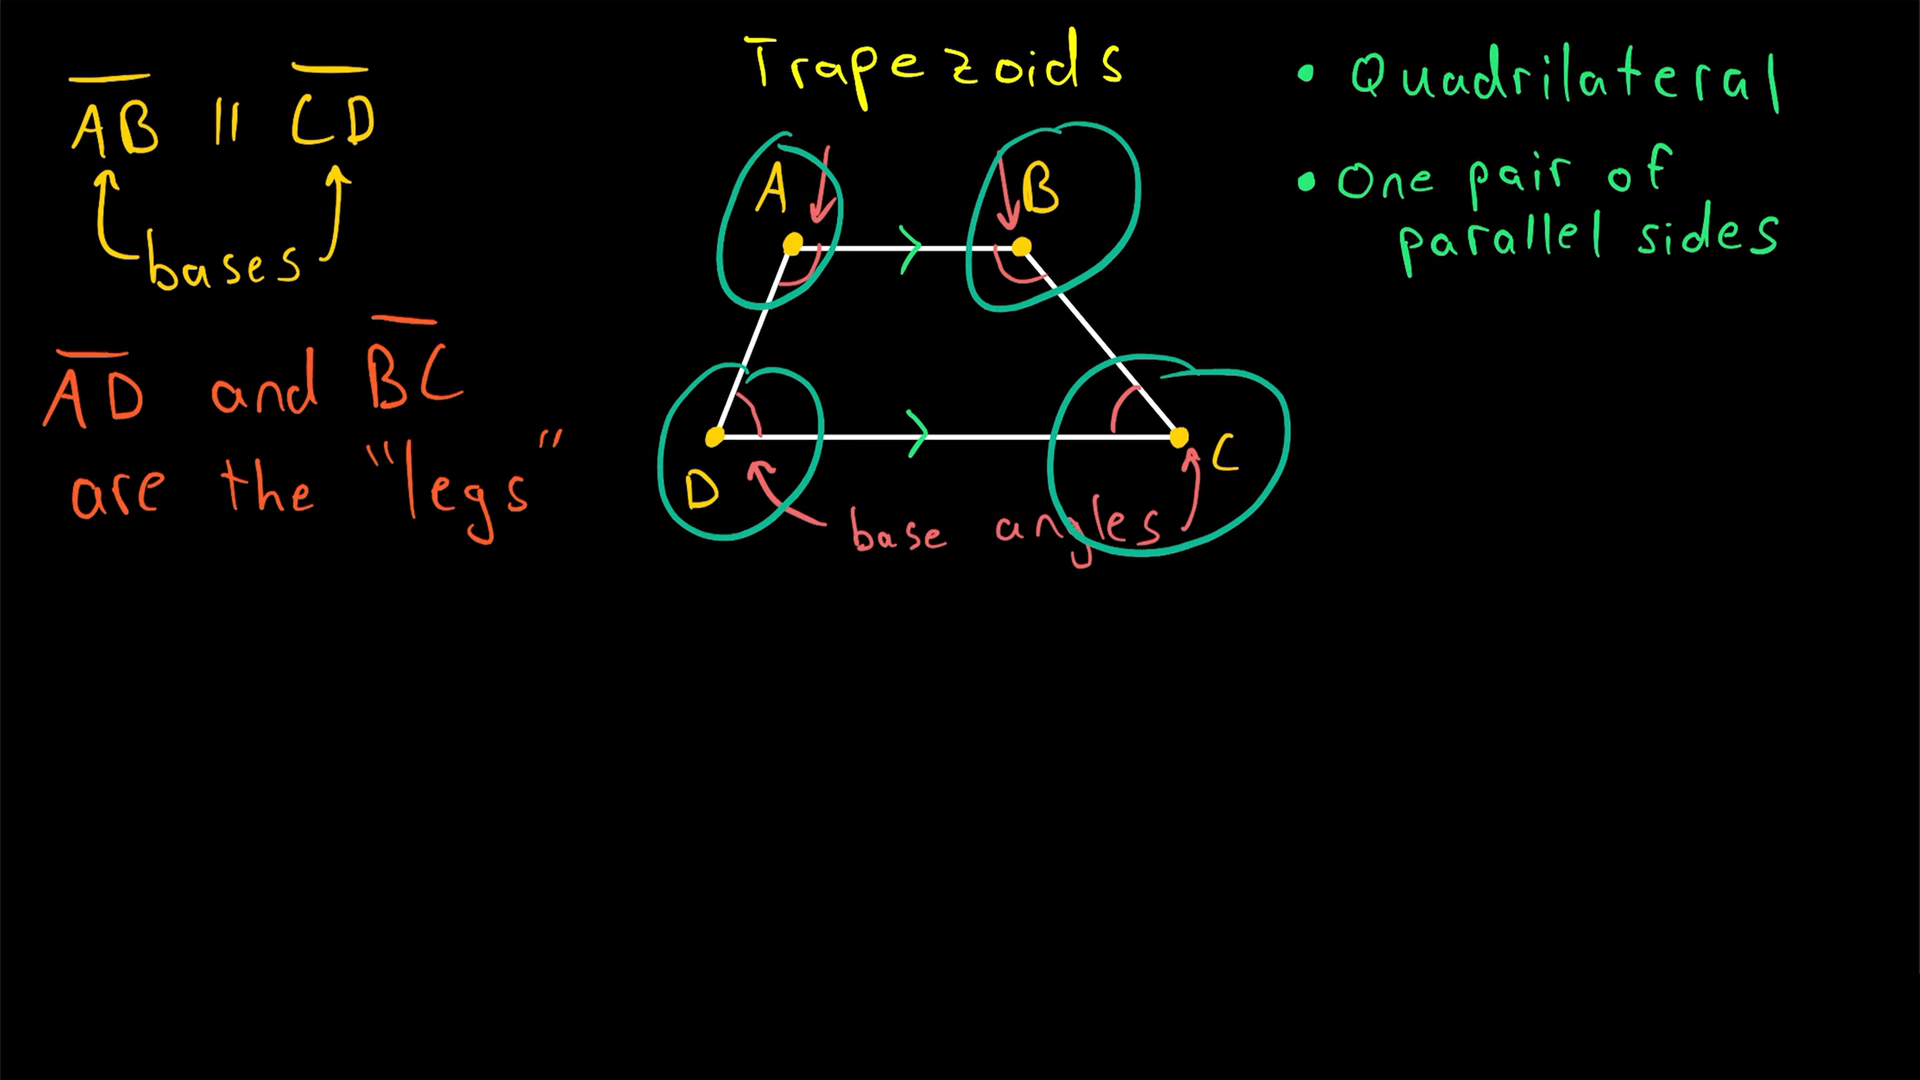 Trapezoids
AB || CD
bases
AD and BC
are the "legs"
A
B
C
D
base angles
• Quadrilateral
• One pair of
parallel sides